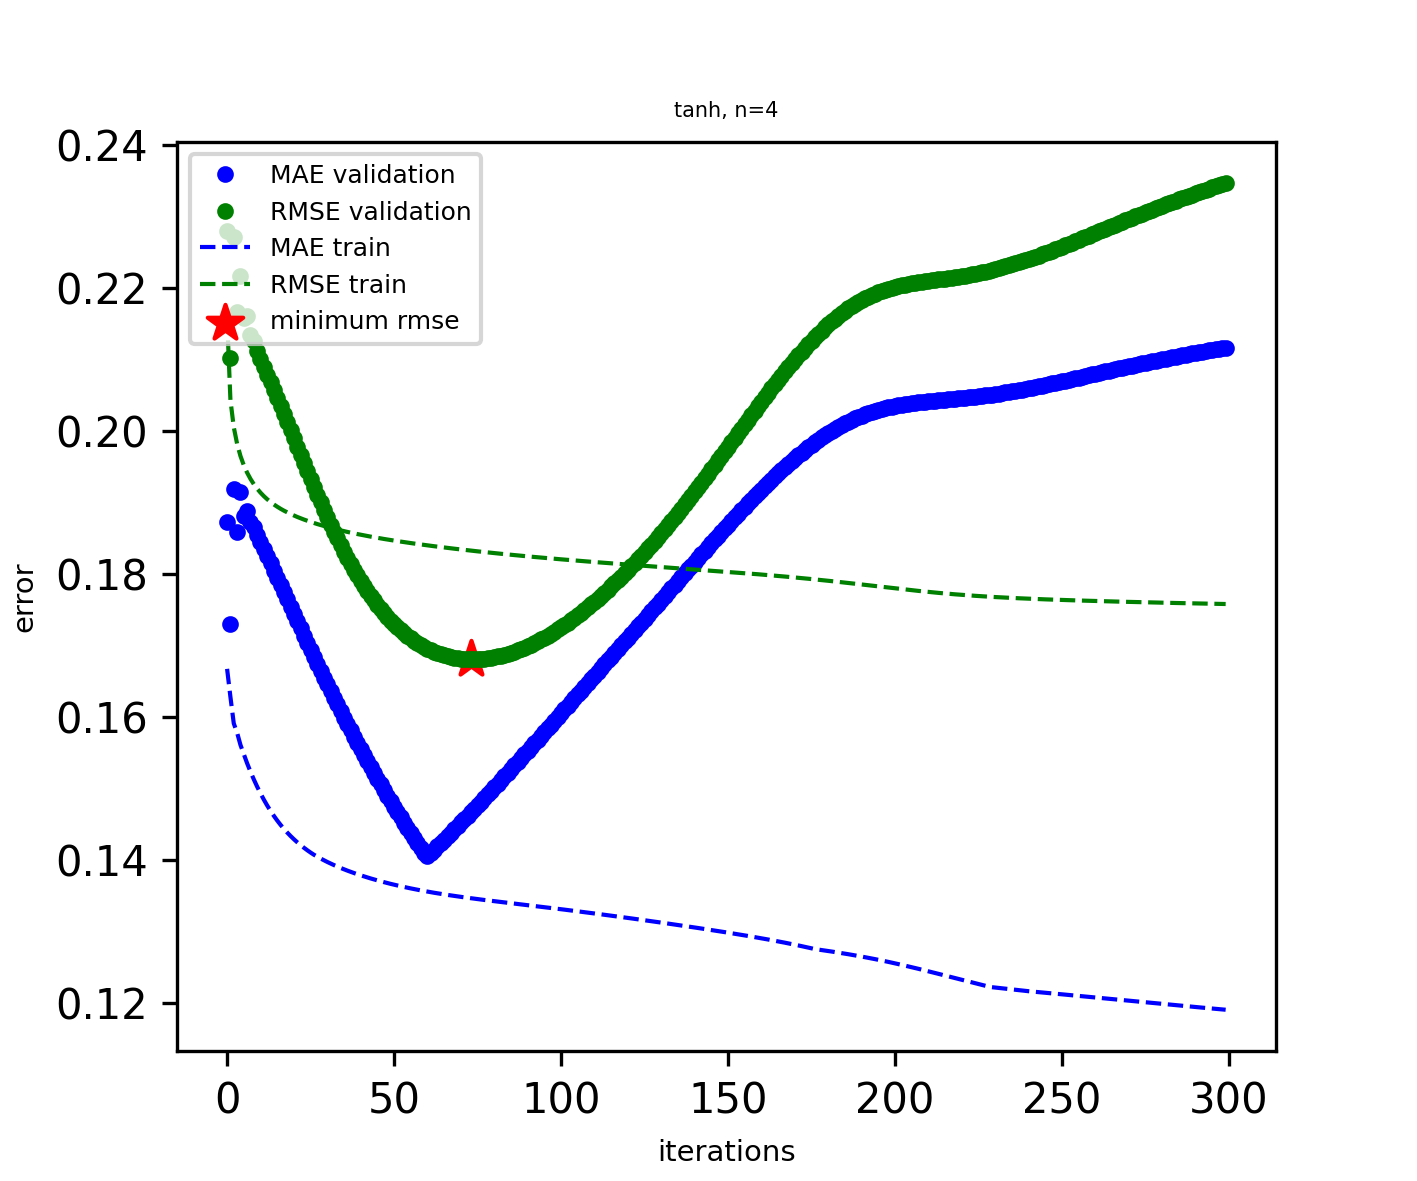 tanh, n=4
0.24
0.22
0.20
0.18
0.16
0.14
0.12
error
MAE validation
RMSE validation
MAE train
RMSE train
minimum rmse
0 50 100 150 200 250 300
iterations